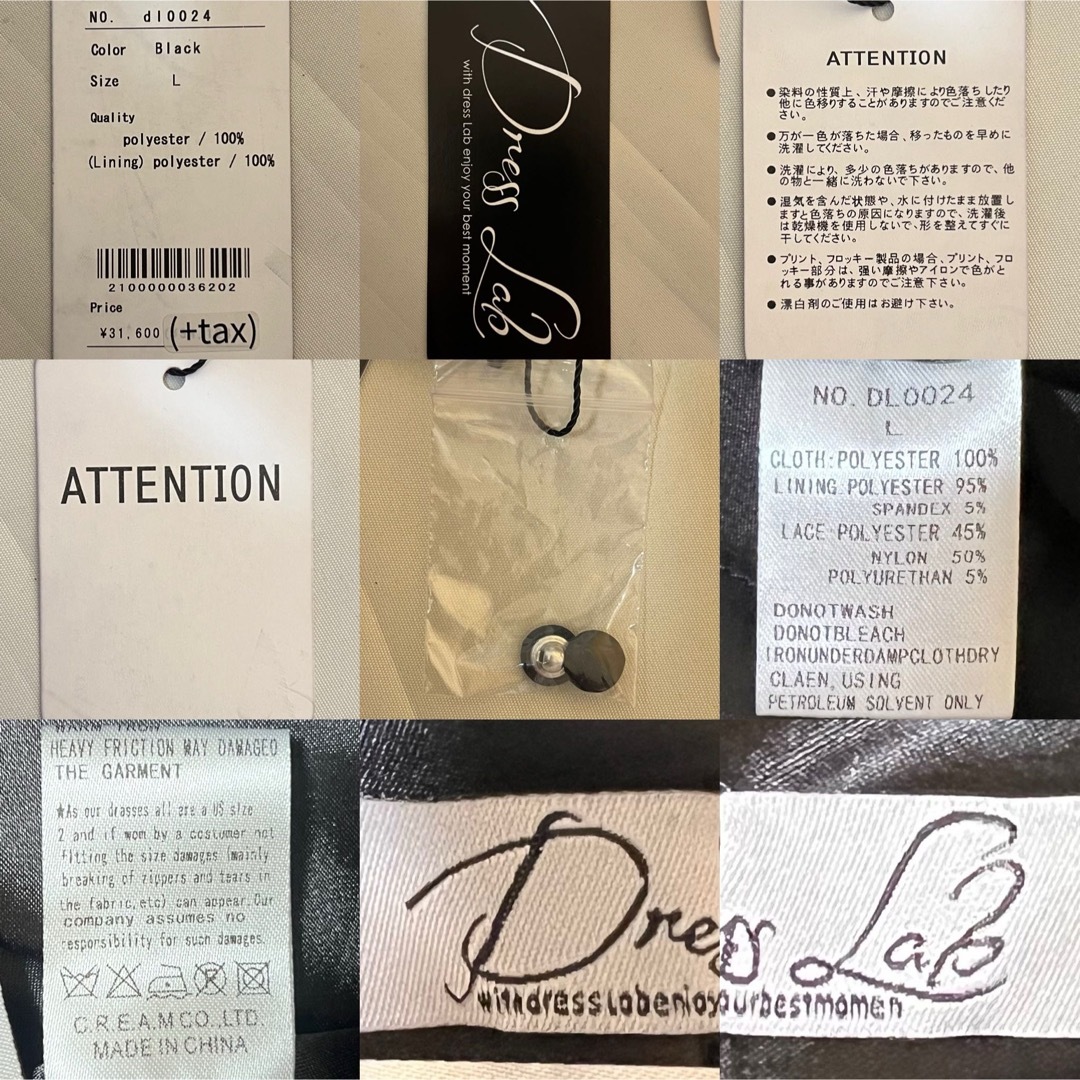 NO. dl0024
Color Black
Size L
Quality
polyester / 100%
(Lining) polyester / 100%
2100000036202
Price
¥31,600 (+tax)
Dress Lab
with dress Lab enjoy your best moment
ATTENTION
●染料の性質上、汗や摩擦により色落ちしたり
他に色移りすることがありますのでご注意くだ
さい。
●万が一色が落ちた場合、移ったものを早めに
洗濯してください。
●洗濯により、多少の色落ちがありますので、他
の物と一緒に洗わないで下さい。
●湿気を含んだ状態や、水に付けたまま放置し
ますと色落ちの原因になりますので、洗濯後
は乾燥機を使用しないで、形を整えてすぐに
干してください。
●プリント、フロッキー製品の場合、プリント、フロ
ッキー部分は、強い摩擦やアイロンで色がと
れる事がありますのでご注意下さい。
●漂白剤のご使用はお避け下さい。
ATTENTION
NO. DL0024
L
CLOTH:POLYESTER 100%
LINING POLYESTER 95%
SPANDEX 5%
LACE POLYESTER 45%
NYLON 50%
POLYURETHAN 5%
DONOTWASH
DONOTBLEACH
IRONUNDERDAMPCLOTHDRY
CLAEN, USING
PETROLEUM SOLVENT ONLY
HEAVY FRICTION MAY DAMAGED
THE GARMENT
★As our drasses all are a US size
2 and if wom by a costumer not
fitting the size damages (mainly
breaking of zippers and tears in
the fabric,etc) can appear.Our
company assumes no
responsibility for such damages.
C.R.E.A.M CO.,LTD.
MADE IN CHINA
Dress Lab
withdressLabenjoyourbestmomen